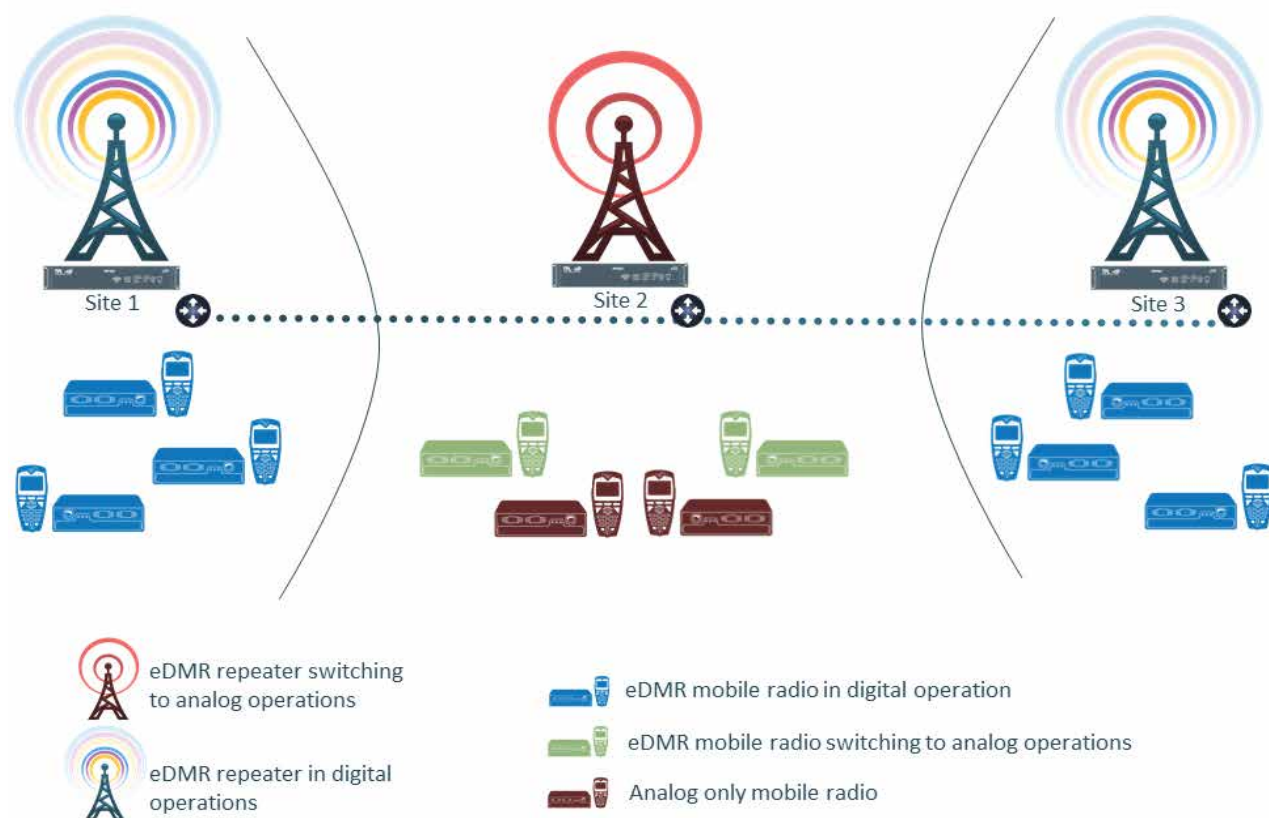 Site 1
Site 2
Site 3
eDMR repeater switching
to analog operations
eDMR repeater in digital
operations
eDMR mobile radio in digital operation
eDMR mobile radio switching to analog operations
Analog only mobile radio